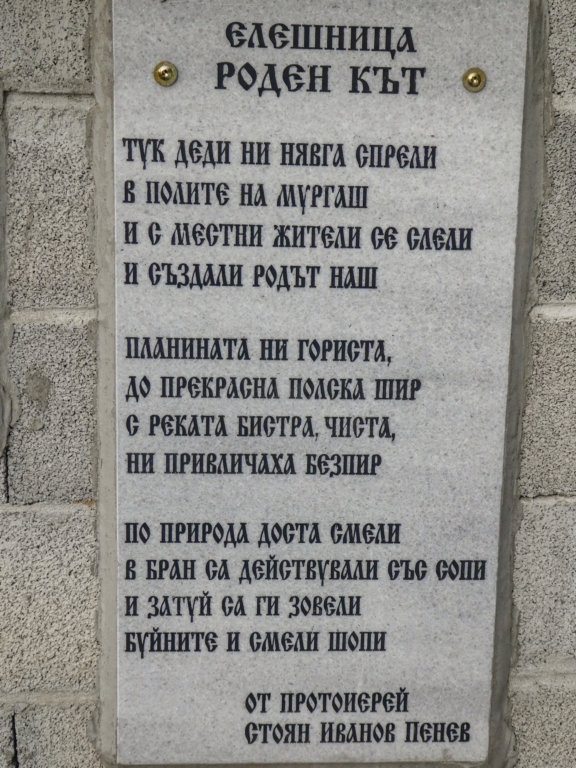 ЕЛЕШНИЦА
РОДЕН КЪТ
ТУК ДЕДИ НИ НЯВГА СПРЕЛИ
В ПОЛИТЕ НА МУРГАШ
И С МЕСТНИ ЖИТЕЛИ СЕ СЛЕЛИ
И СЪЗДАЛИ РОДЪТ НАШ
ПЛАНИНАТА НИ ГОРИСТА,
ДО ПРЕКРАСНА ПОЛСКА ШИР
С РЕКАТА БИСТРА, ЧИСТА,
НИ ПРИВЛИЧАХА БЕЗПИР
ПО ПРИРОДА ДОСТА СМЕЛИ
В БРАН СА ДЕЙСТВУВАЛИ СЪС СОПИ
И ЗАТУЙ СА ГИ ЗОВЕЛИ
БУЙНИТЕ И СМЕЛИ ШОПИ
ОТ ПРОТОИЕРЕЙ
СТОЯН ИВАНОВ ПЕНЕВ